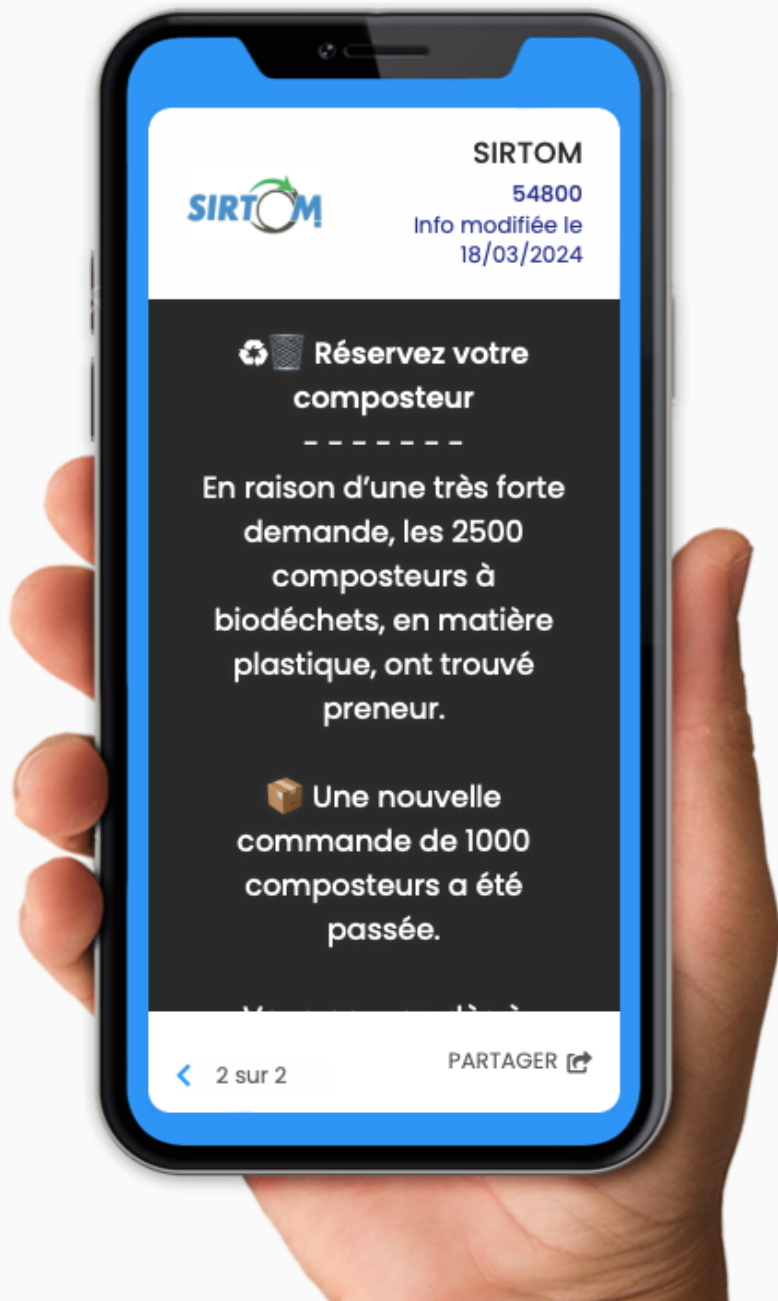 SIRTOM
SIRTOM
54800
Info modifiée le
18/03/2024
♻🗑 Réservez votre
composteur
- - - - - - -
En raison d’une très forte
demande, les 2500
composteurs à
biodéchets, en matière
plastique, ont trouvé
preneur.
📦 Une nouvelle
commande de 1000
composteurs a été
passée.
2 sur 2
PARTAGER